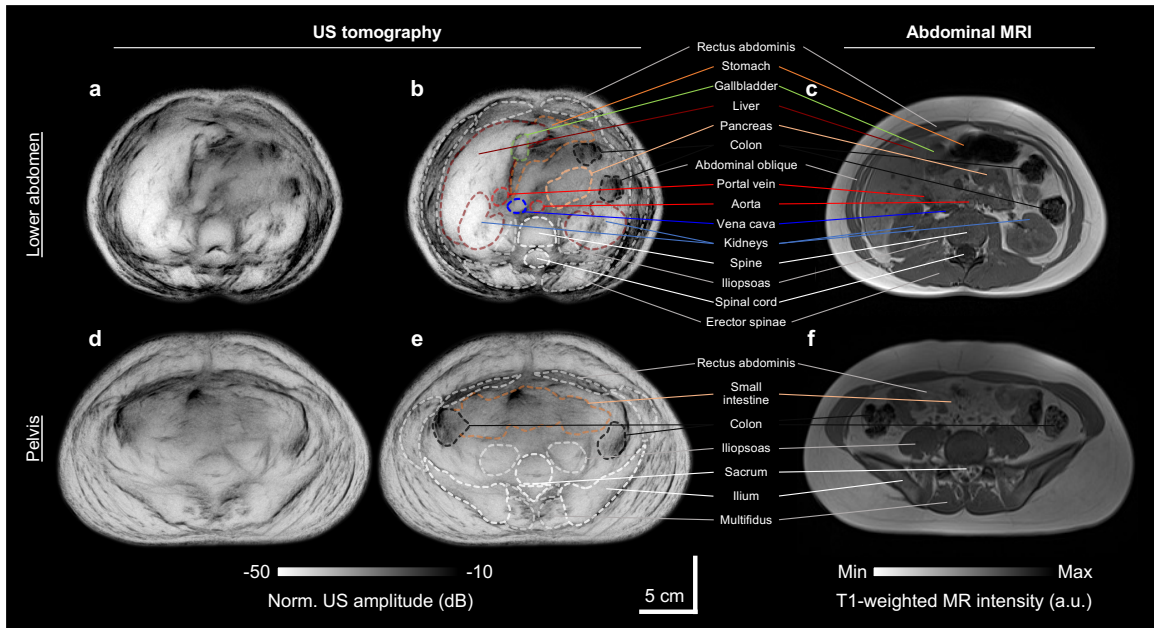 US tomography
Abdominal MRI
a
b
c
Lower abdomen
Rectus abdominis
Stomach
Gallbladder
Liver
Pancreas
Colon
Abdominal oblique
Portal vein
Aorta
Vena cava
Kidneys
Spine
Iliopsoas
Spinal cord
Erector spinae
d
e
f
Pelvis
Rectus abdominis
Small
intestine
Colon
Iliopsoas
Sacrum
Ilium
Multifidus
-50
-10
Norm. US amplitude (dB)
5 cm
Min
Max
T1-weighted MR intensity (a.u.)